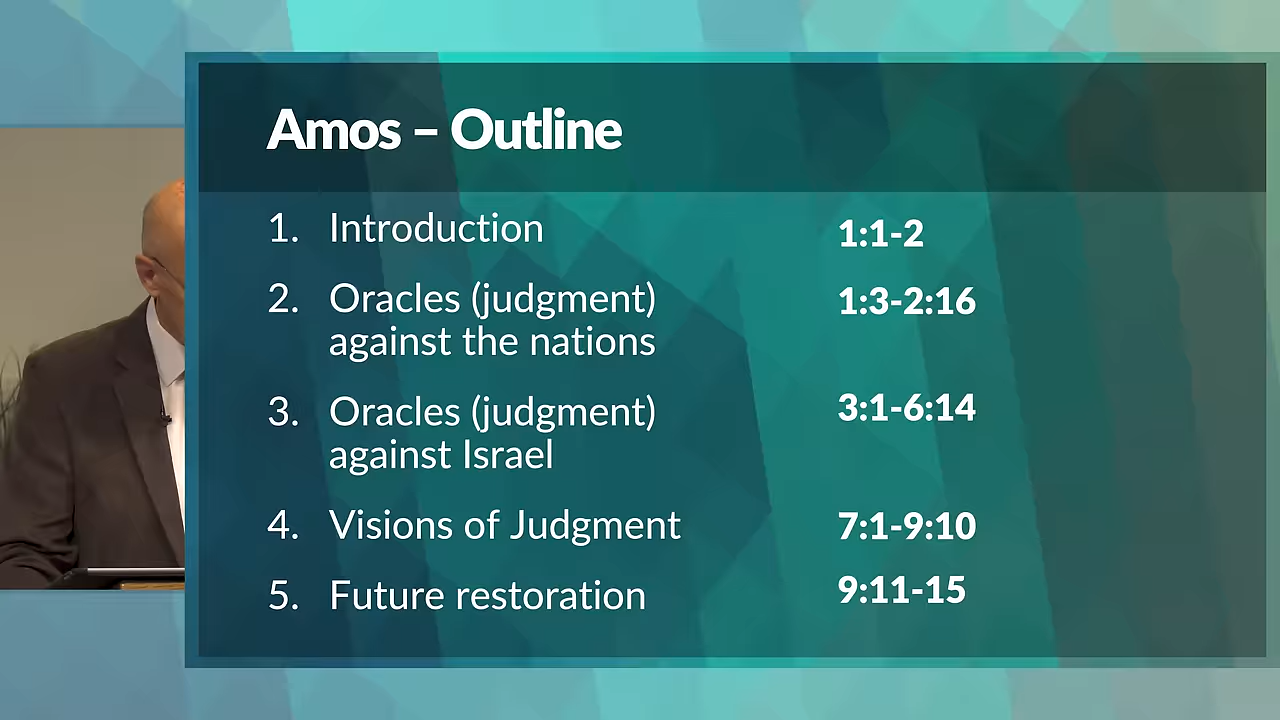 Amos – Outline
1. Introduction 1:1-2
2. Oracles (judgment) 1:3-2:16
against the nations
3. Oracles (judgment) 3:1-6:14
against Israel
4. Visions of Judgment 7:1-9:10
5. Future restoration 9:11-15